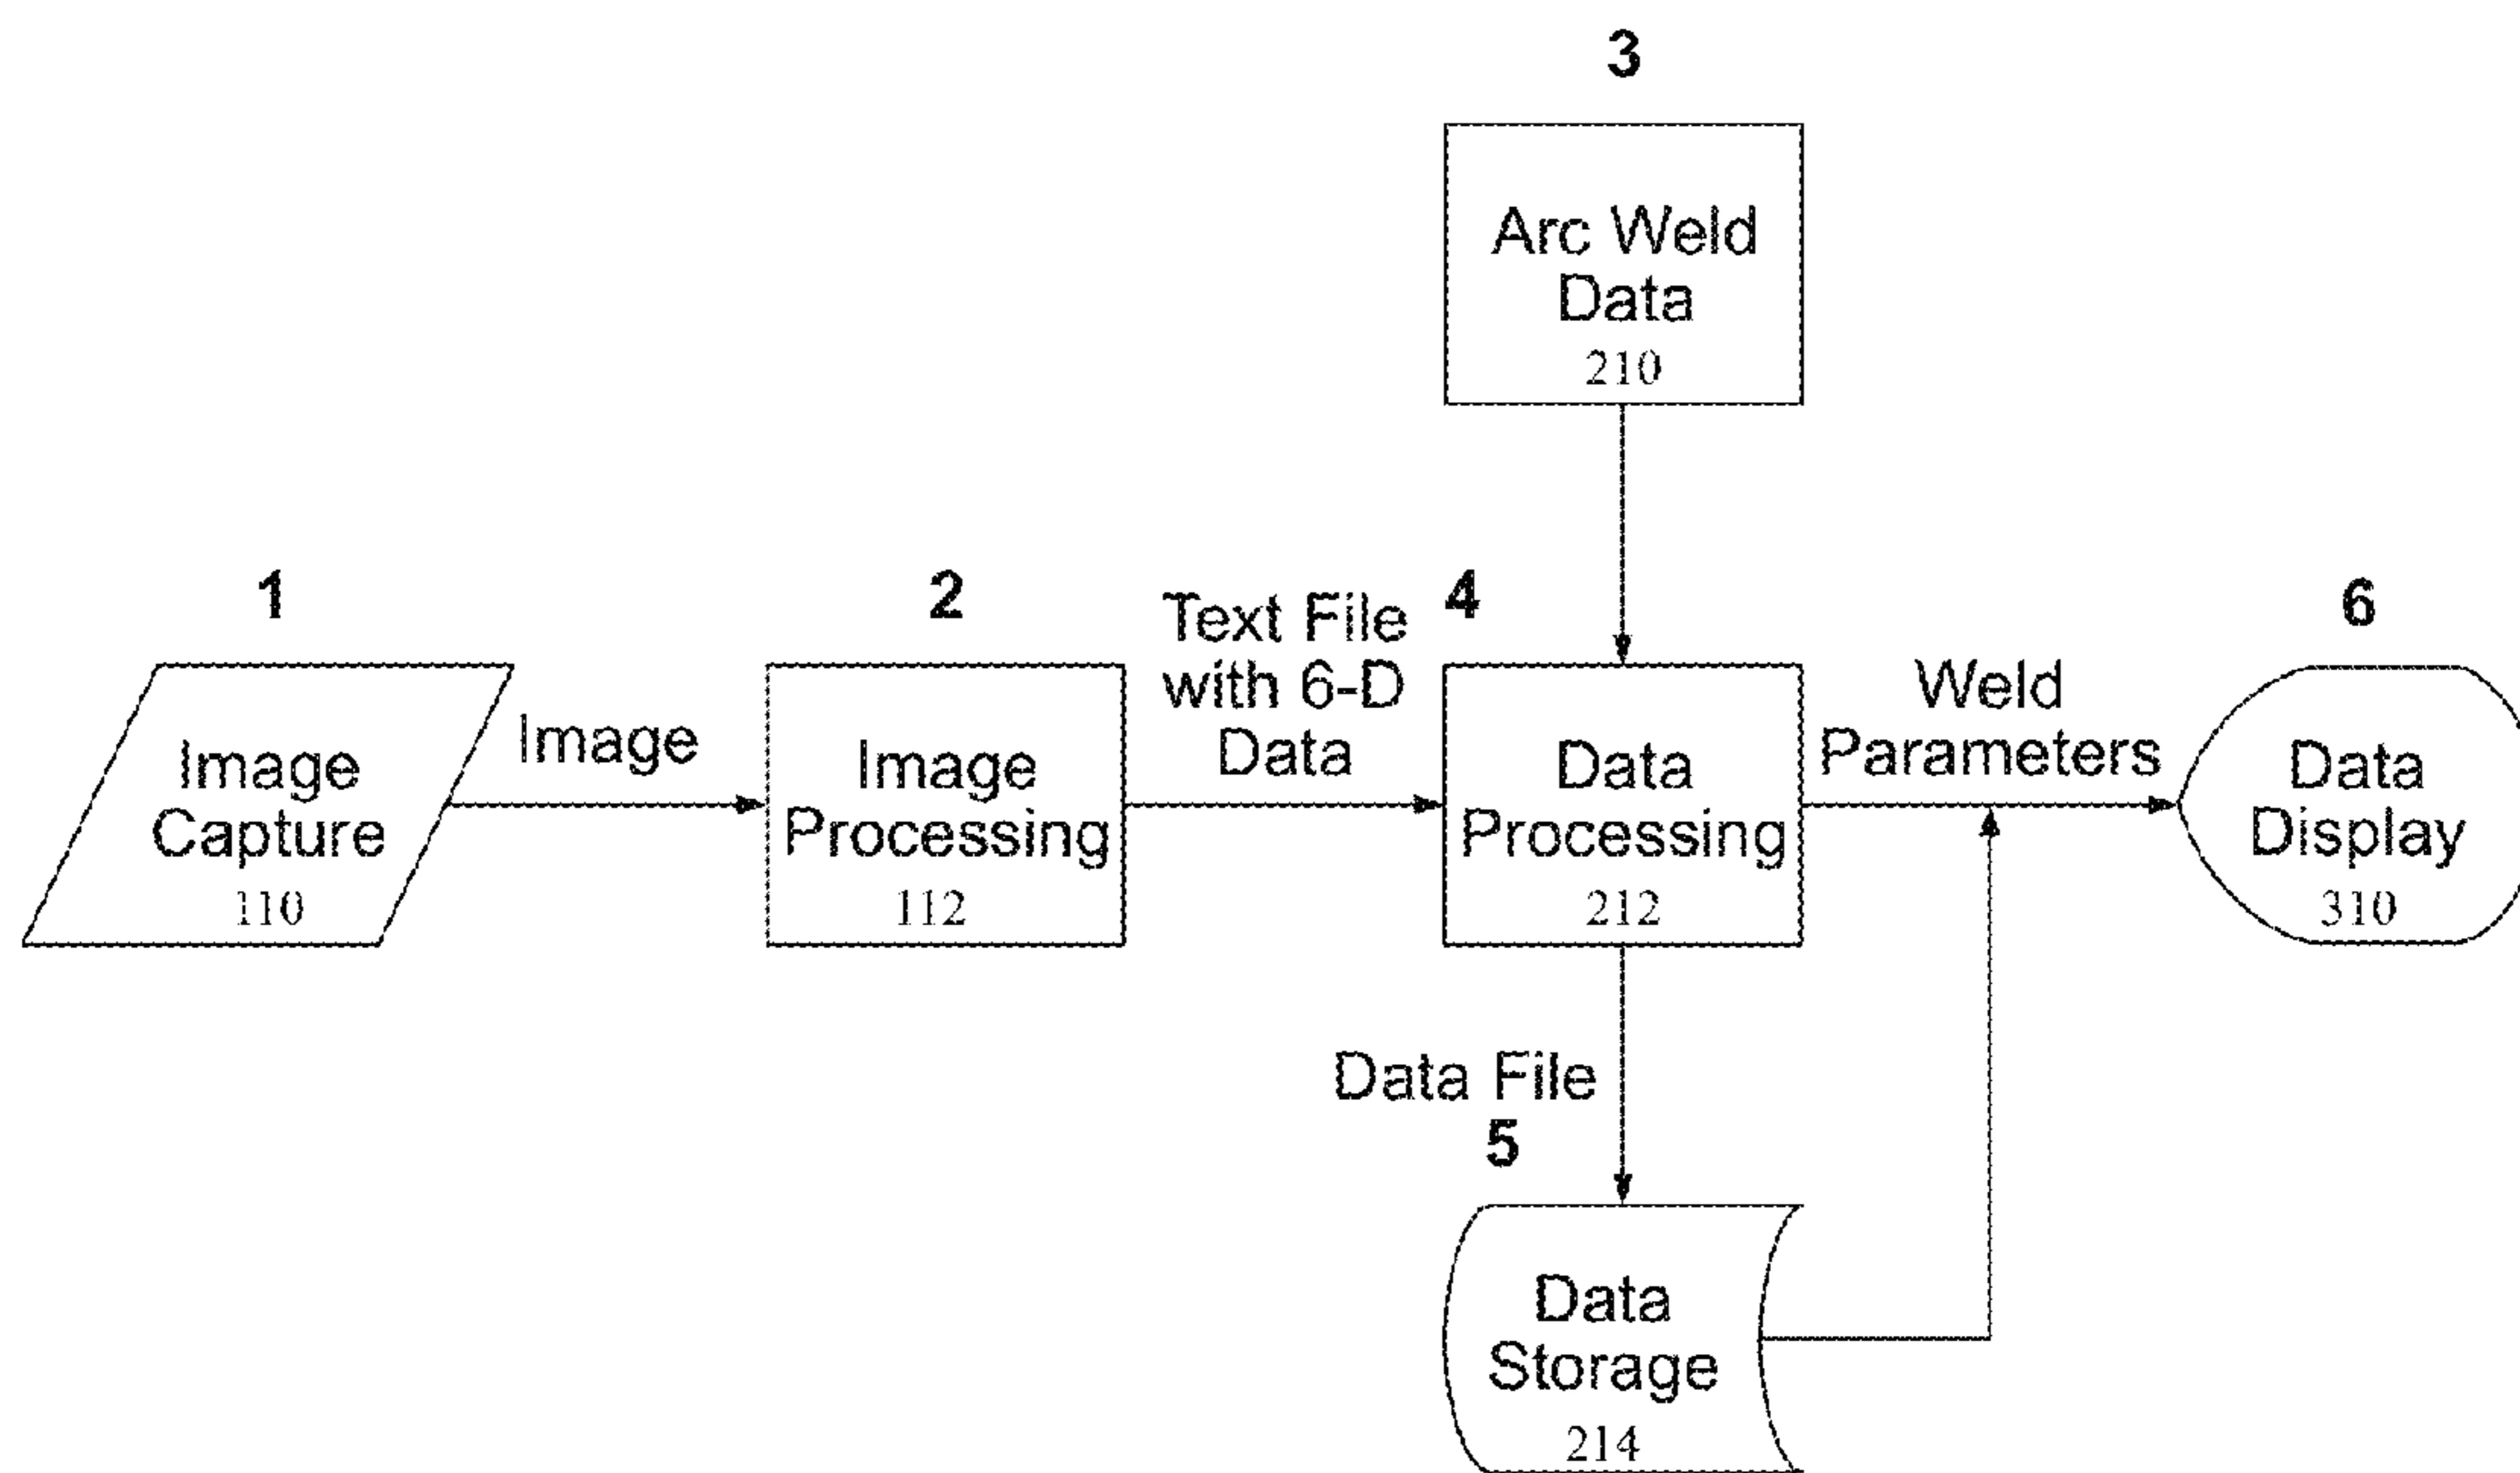 3
Arc Weld
Data
210
1
Image
Capture
110
Image
2
Image
Processing
112
Text File
with 6-D
Data
4
Data
Processing
212
Weld
Parameters
6
Data
Display
310
Data File
5
Data
Storage
214